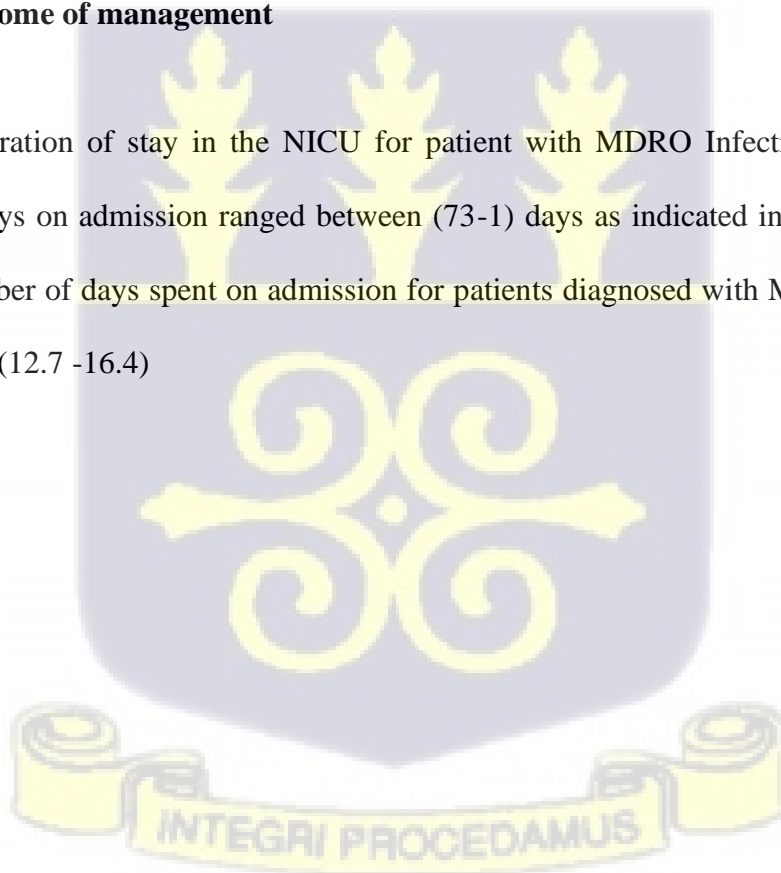 ome of management
ration of stay in the NICU for patient with MDRO Infecti
ys on admission ranged between (73-1) days as indicated in
ber of days spent on admission for patients diagnosed with M
(12.7 -16.4)
INTEGRI PROCEDAMUS